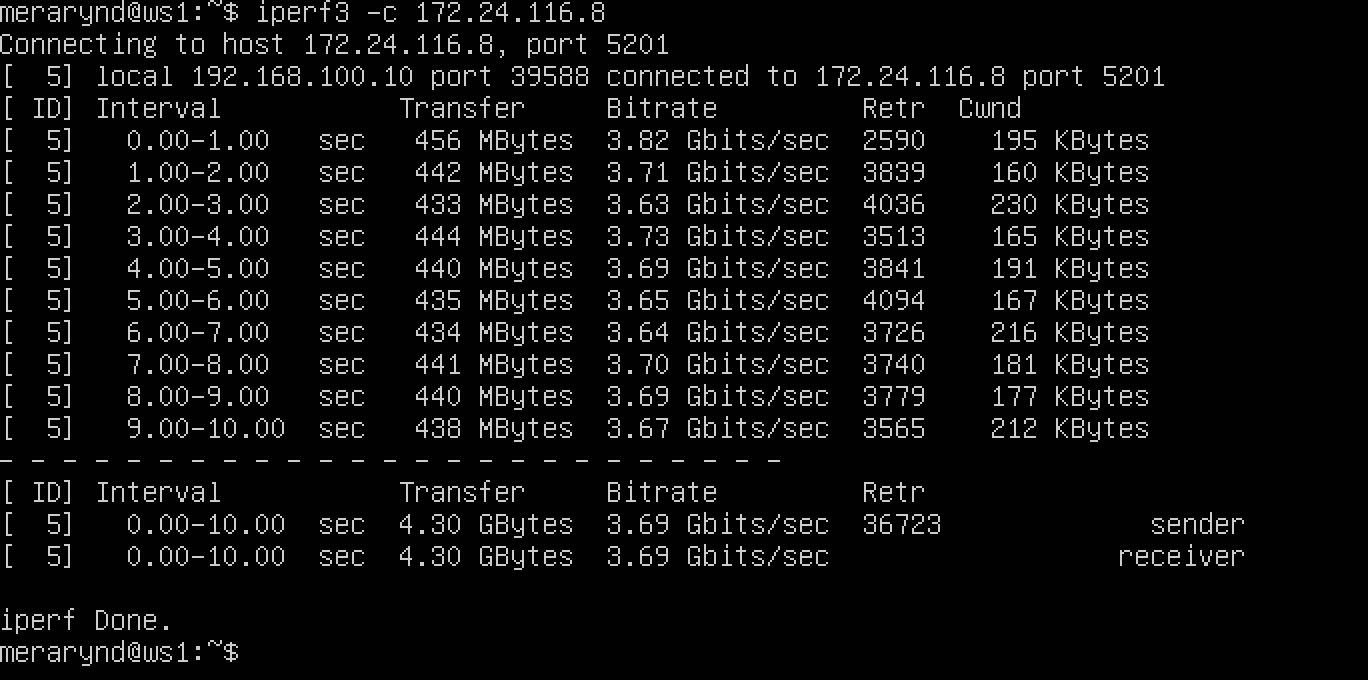 merarynd@ws1:~$ iperf3 -c 172.24.116.8
Connecting to host 172.24.116.8, port 5201
[  5] local 192.168.100.10 port 39588 connected to 172.24.116.8 port 5201
[ ID] Interval           Transfer     Bitrate         Retr  Cwnd
[  5]   0.00-1.00   sec   456 MBytes  3.82 Gbits/sec  2590    195 KBytes
[  5]   1.00-2.00   sec   442 MBytes  3.71 Gbits/sec  3839    160 KBytes
[  5]   2.00-3.00   sec   433 MBytes  3.63 Gbits/sec  4036    230 KBytes
[  5]   3.00-4.00   sec   444 MBytes  3.73 Gbits/sec  3513    165 KBytes
[  5]   4.00-5.00   sec   440 MBytes  3.69 Gbits/sec  3841    191 KBytes
[  5]   5.00-6.00   sec   435 MBytes  3.65 Gbits/sec  4094    167 KBytes
[  5]   6.00-7.00   sec   434 MBytes  3.64 Gbits/sec  3726    216 KBytes
[  5]   7.00-8.00   sec   441 MBytes  3.70 Gbits/sec  3740    181 KBytes
[  5]   8.00-9.00   sec   440 MBytes  3.69 Gbits/sec  3779    177 KBytes
[  5]   9.00-10.00  sec   438 MBytes  3.67 Gbits/sec  3565    212 KBytes
- - - - - - - - - - - - - - - - - - - - - - - - -
[ ID] Interval           Transfer     Bitrate         Retr
[  5]   0.00-10.00  sec  4.30 GBytes  3.69 Gbits/sec  36723             sender
[  5]   0.00-10.00  sec  4.30 GBytes  3.69 Gbits/sec                  receiver
iperf Done.
merarynd@ws1:~$